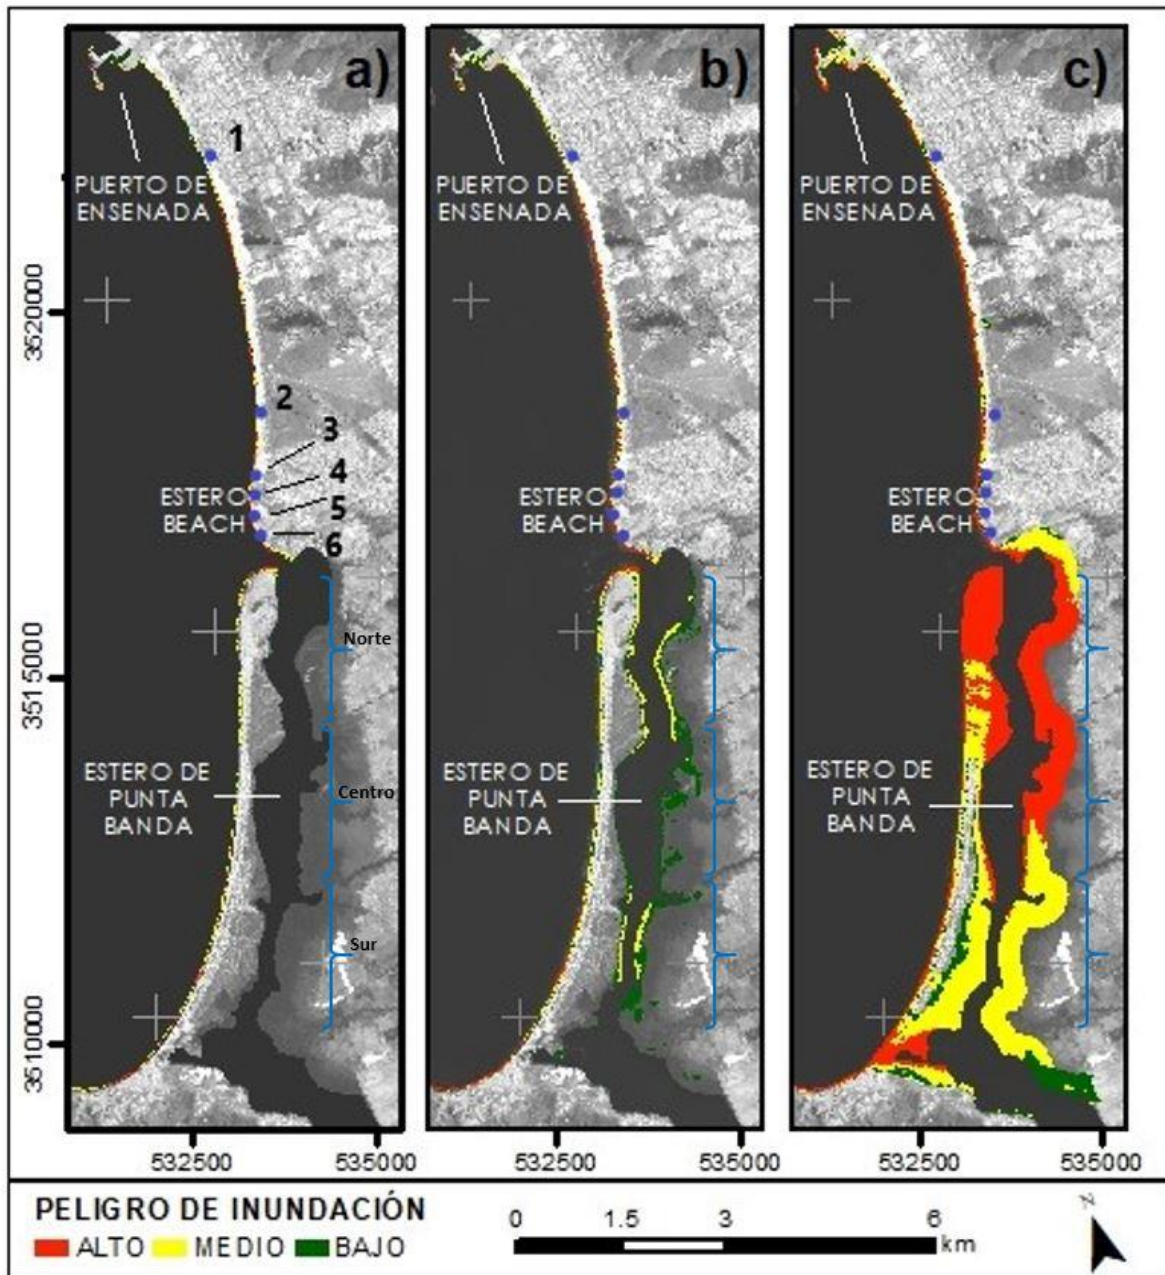 a)
1
PUERTO DE
ENSENADA
2
3
4
ESTERO
BEACH
5
6
Norte
ESTERO DE
PUNTA
BANDA
Centro
Sur
b)
PUERTO DE
ENSENADA
ESTERO
BEACH
ESTERO DE
PUNTA
BANDA
c)
PUERTO DE
ENSENADA
ESTERO
BEACH
ESTERO DE
PUNTA
BANDA
3520000
3515000
3510000
532500 535000
532500 535000
532500 535000
PELIGRO DE INUNDACIÓN
ALTO MEDIO BAJO
0 1.5 3 6
km
N